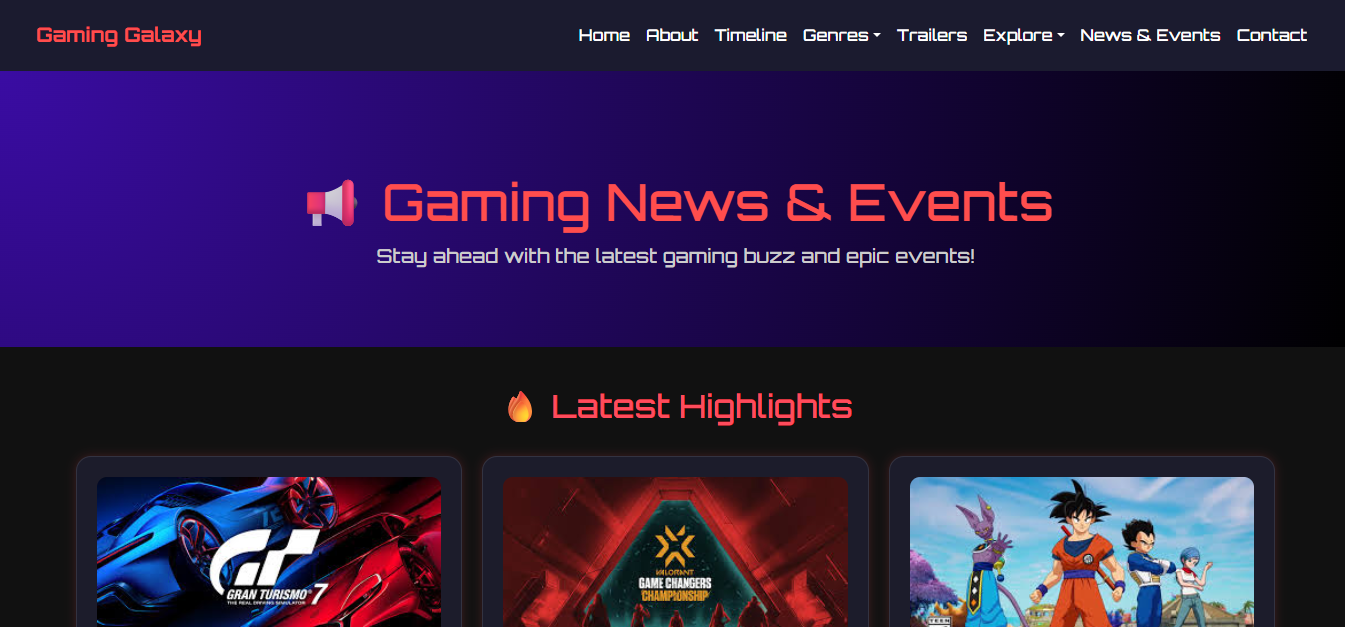 Gaming Galaxy
Home About Timeline Genres Trailers Explore News & Events Contact
Gaming News & Events
Stay ahead with the latest gaming buzz and epic events!
Latest Highlights
GT
GRAN TURISMO 7
THE REAL DRIVING SIMULATOR
VALORANT
GAME CHANGERS
CHAMPIONSHIP
TEEN